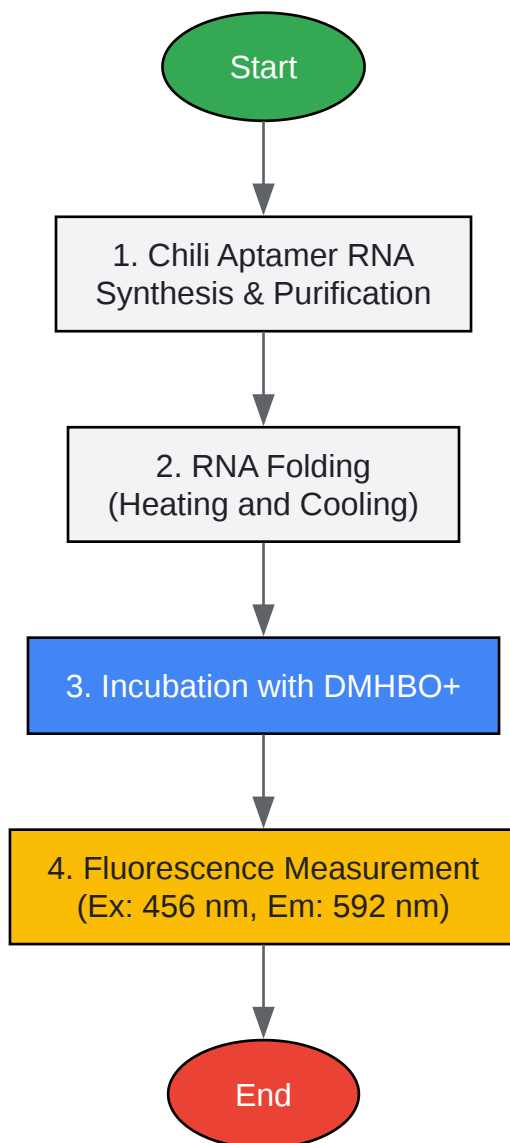 Start
1. Chili Aptamer RNA
Synthesis & Purification
2. RNA Folding
(Heating and Cooling)
3. Incubation with DMHBO+
4. Fluorescence Measurement
(Ex: 456 nm, Em: 592 nm)
End